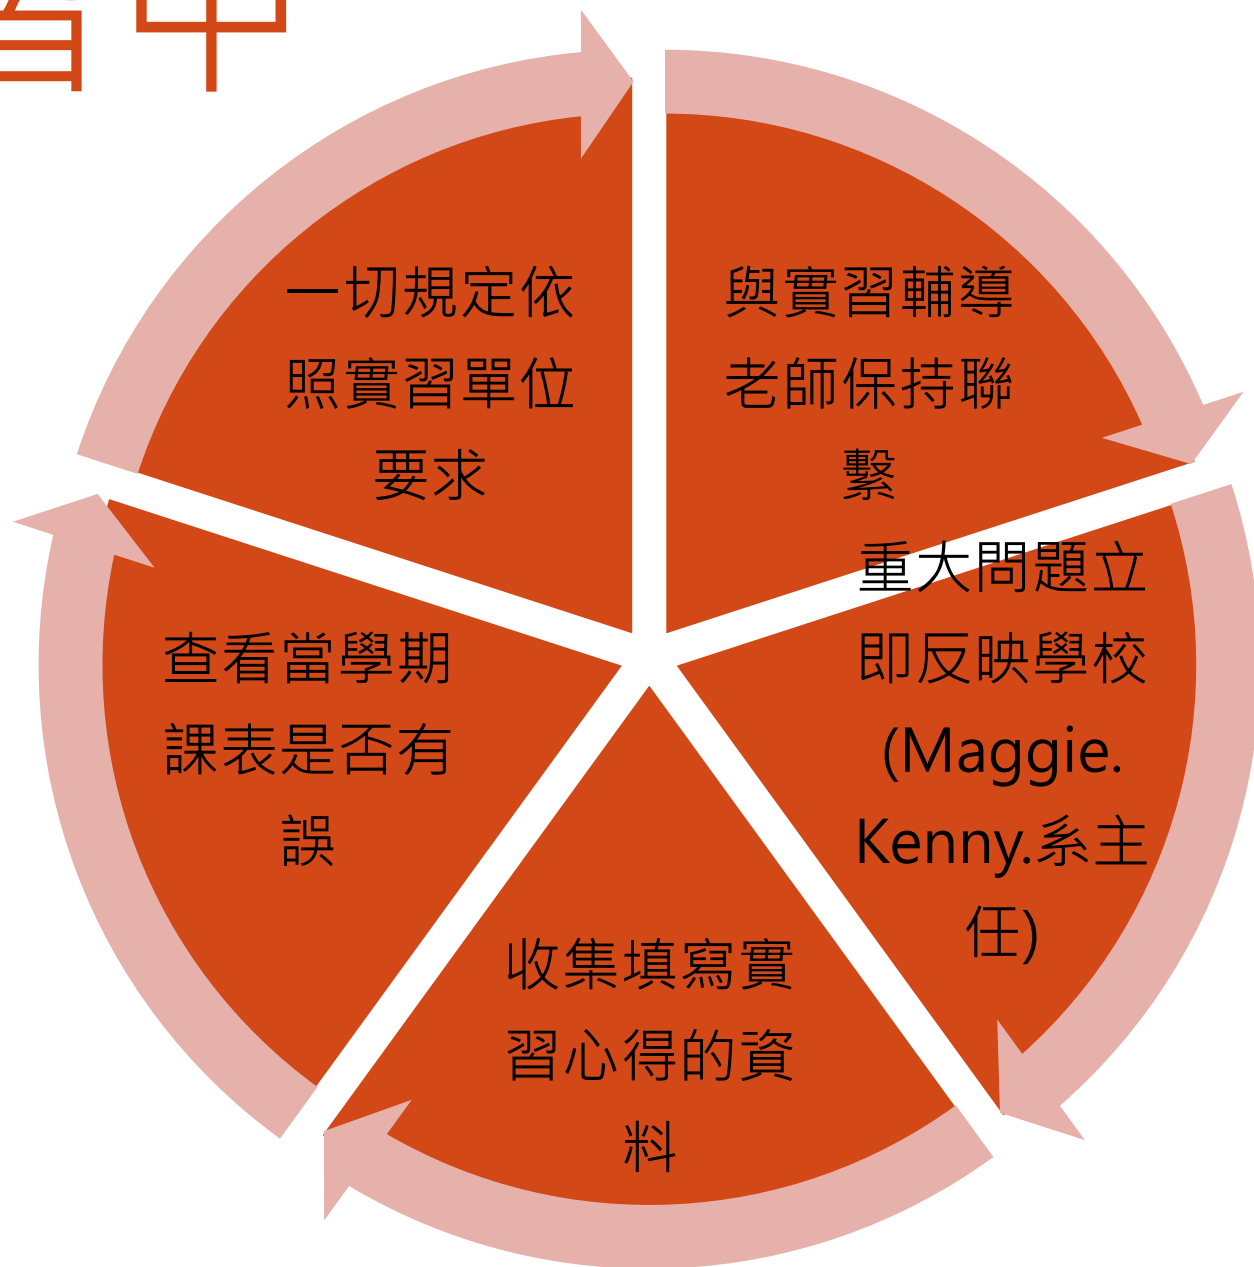 習中
與實習輔導
老師保持聯
繫
重大問題立
即反映學校
(Maggie.
Kenny.系主
任)
收集填寫實
習心得的資
料
查看當學期
課表是否有
誤
一切規定依
照實習單位
要求